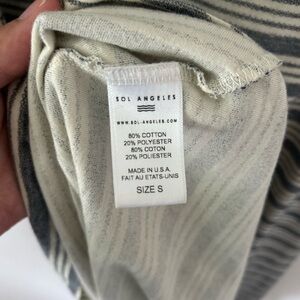 SOL ANGELES
WWW.SOL-ANGELES.COM
80% COTTON
20% POLYESTER
80% COTON
20% POLIESTER
MADE IN U.S.A.
FAIT AU ETATS-UNIS
SIZE S